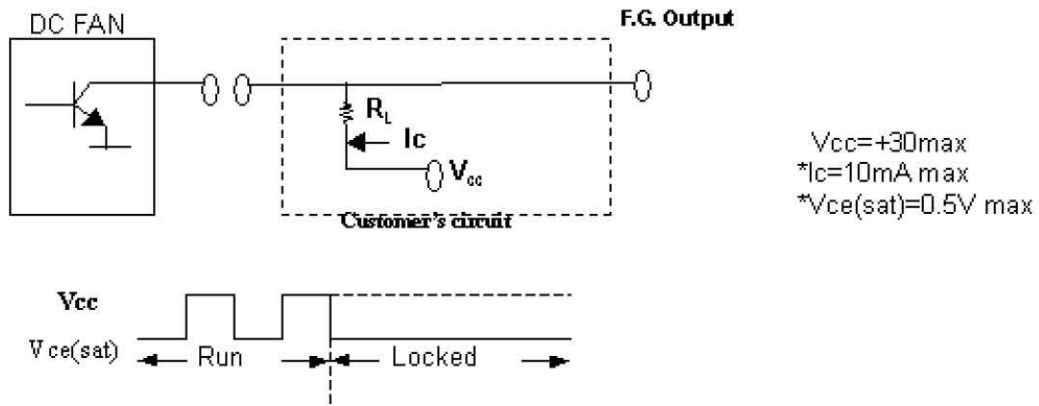 F.G. Output
DC FAN
RL
Ic
Vcc
Customer's circuit
Vcc=+30max
*Ic=10mA max
*Vce(sat)=0.5V max
Vcc
Vce(sat)
Run
Locked